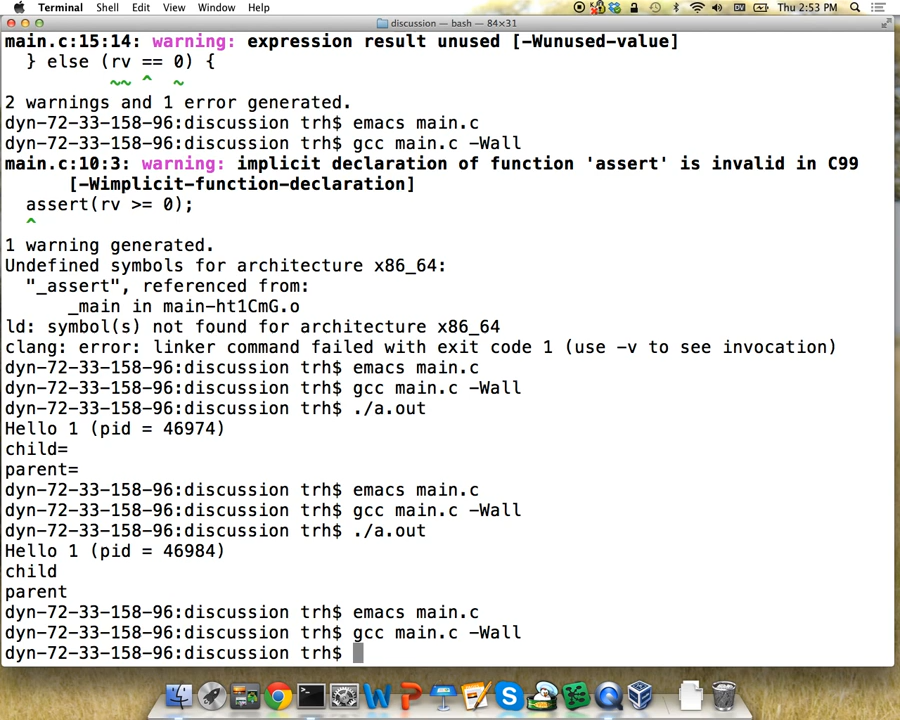 Terminal Shell Edit View Window Help Thu 2:53 PM
discussion — bash — 84×31
main.c:15:14: warning: expression result unused [-Wunused-value]
} else (rv == 0) {
~~ ^ ~
2 warnings and 1 error generated.
dyn-72-33-158-96:discussion trh$ emacs main.c
dyn-72-33-158-96:discussion trh$ gcc main.c -Wall
main.c:10:3: warning: implicit declaration of function 'assert' is invalid in C99
[-Wimplicit-function-declaration]
assert(rv >= 0);
^
1 warning generated.
Undefined symbols for architecture x86_64:
"_assert", referenced from:
_main in main-ht1CmG.o
ld: symbol(s) not found for architecture x86_64
clang: error: linker command failed with exit code 1 (use -v to see invocation)
dyn-72-33-158-96:discussion trh$ emacs main.c
dyn-72-33-158-96:discussion trh$ gcc main.c -Wall
dyn-72-33-158-96:discussion trh$ ./a.out
Hello 1 (pid = 46974)
child=
parent=
dyn-72-33-158-96:discussion trh$ emacs main.c
dyn-72-33-158-96:discussion trh$ gcc main.c -Wall
dyn-72-33-158-96:discussion trh$ ./a.out
Hello 1 (pid = 46984)
child
parent
dyn-72-33-158-96:discussion trh$ emacs main.c
dyn-72-33-158-96:discussion trh$ gcc main.c -Wall
dyn-72-33-158-96:discussion trh$